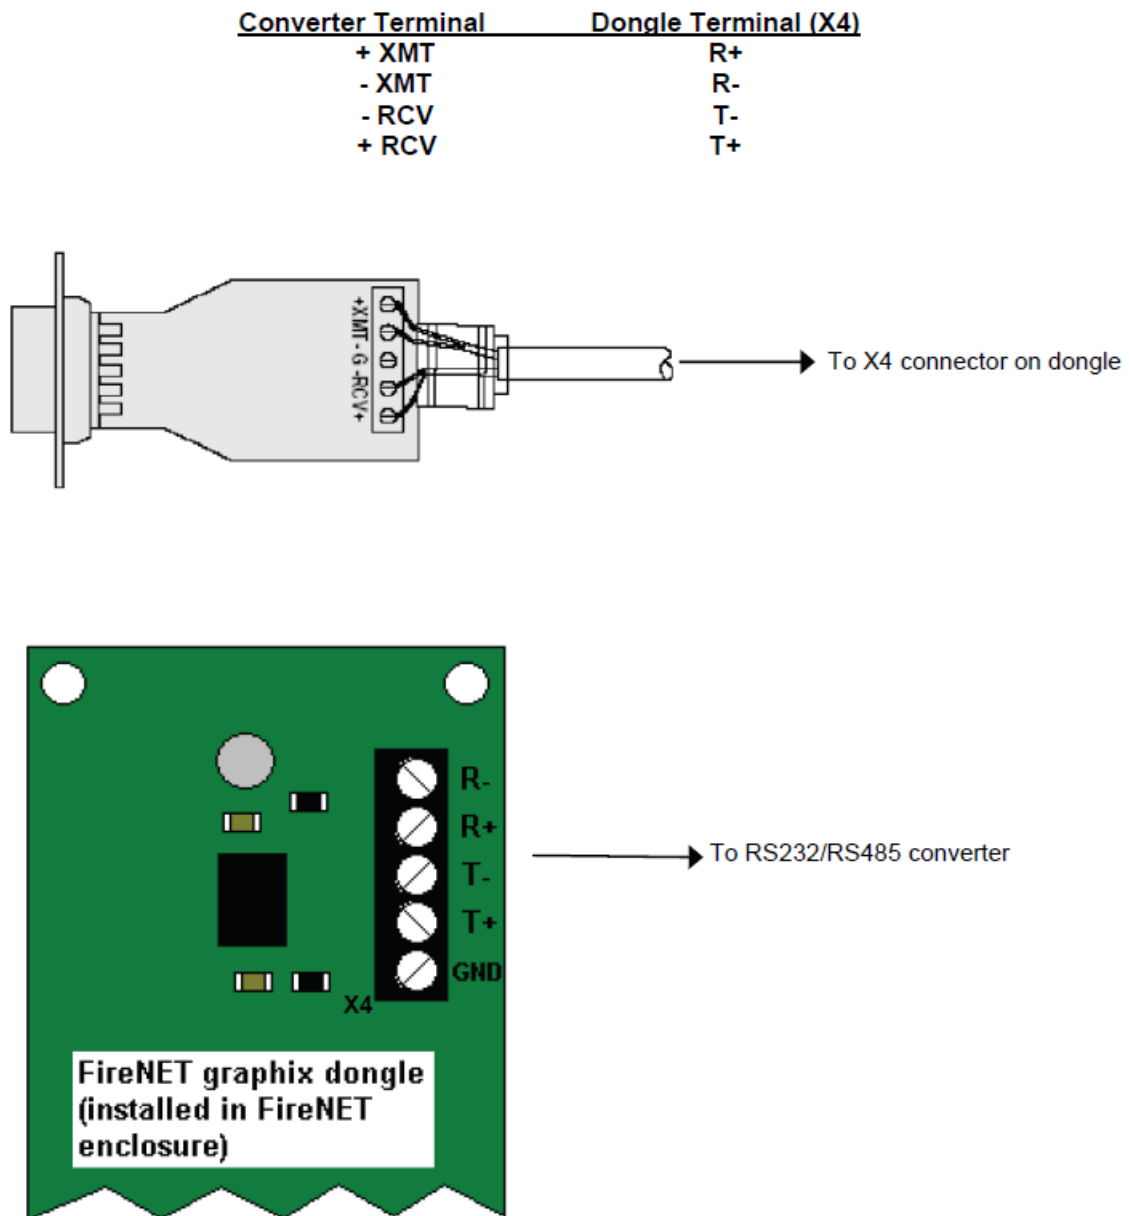 Converter Terminal Dongle Terminal (X4)
+ XMT R+
- XMT R-
- RCV T-
+ RCV T+
+XMT- G -RCV+
To X4 connector on dongle
R-
R+
T-
T+
GND
X4
To RS232/RS485 converter
FireNET graphix dongle
(installed in FireNET
enclosure)